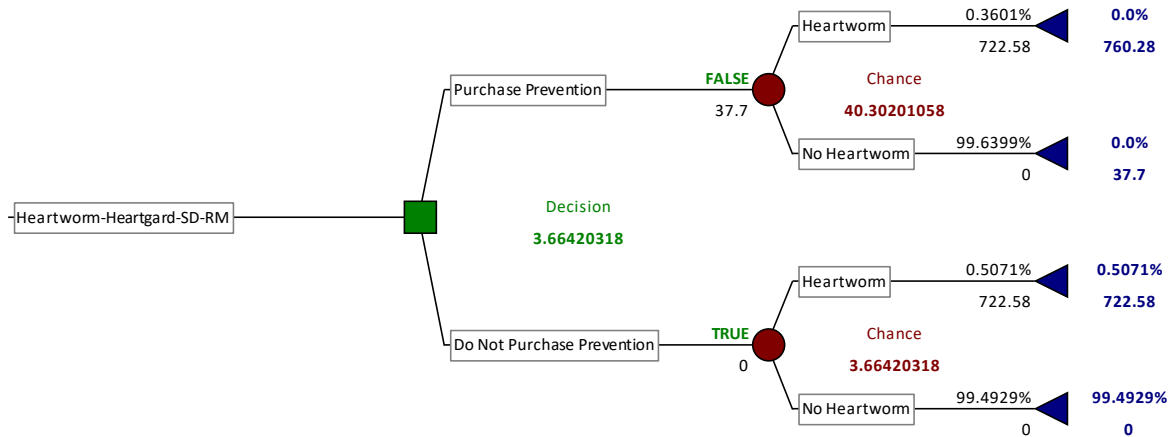 Heartworm
0.3601%
0.0%
722.58
760.28
FALSE
Chance
Purchase Prevention
37.7
40.30201058
99.6399%
0.0%
No Heartworm
0
37.7
Heartworm-Heartgard-SD-RM
Decision
3.66420318
Heartworm
0.5071%
0.5071%
722.58
722.58
TRUE
Chance
Do Not Purchase Prevention
0
3.66420318
99.4929%
99.4929%
No Heartworm
0
0